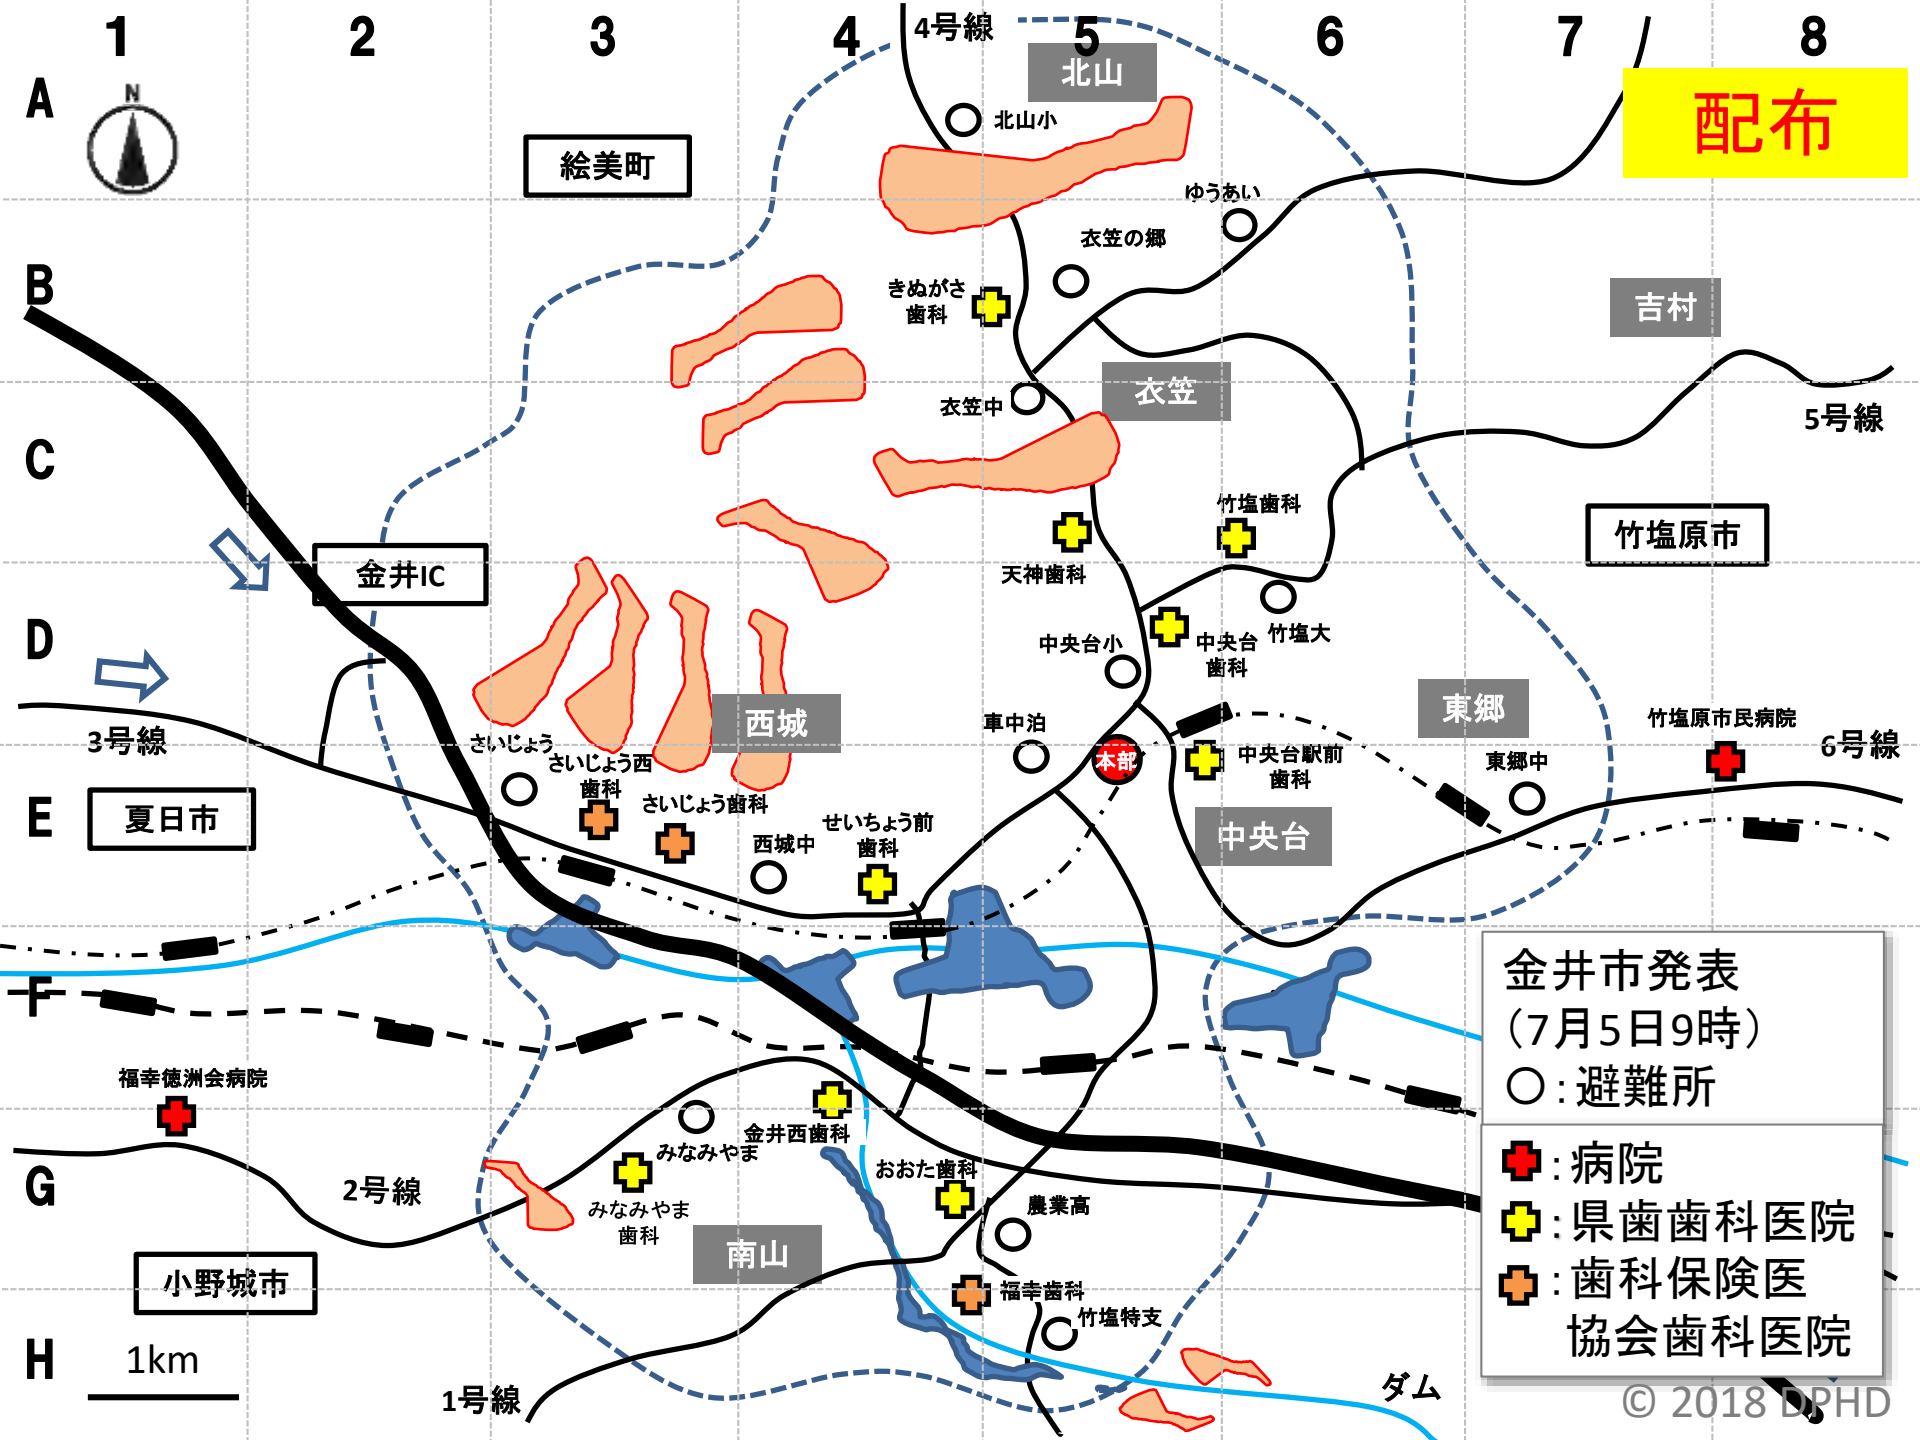 1 2 3 4 5 6 7 8
4号線
北山
A
N
配布
北山小
絵美町
ゆうあい
衣笠の郷
B
きぬがさ
歯科
吉村
衣笠
衣笠中
5号線
C
竹塩歯科
竹塩原市
金井IC
天神歯科
D
中央台小
中央台
歯科
竹塩大
西城
東郷
車中泊
竹塩原市民病院
3号線
さいじょう
6号線
さいじょう西
歯科
本部
中央台駅前
歯科
東郷中
さいじょう歯科
E
夏日市
せいちょう前
歯科
西城中
中央台
金井市発表
（7月5日9時）
○：避難所
F
福幸徳洲会病院
金井西歯科
みなみやま
おおた歯科
：病院
G
2号線
みなみやま
歯科
農業高
：県歯歯科医院
南山
小野城市
福幸歯科
：歯科保険医
協会歯科医院
竹塩特支
H
1km
1号線
ダム
© 2018 DPHD